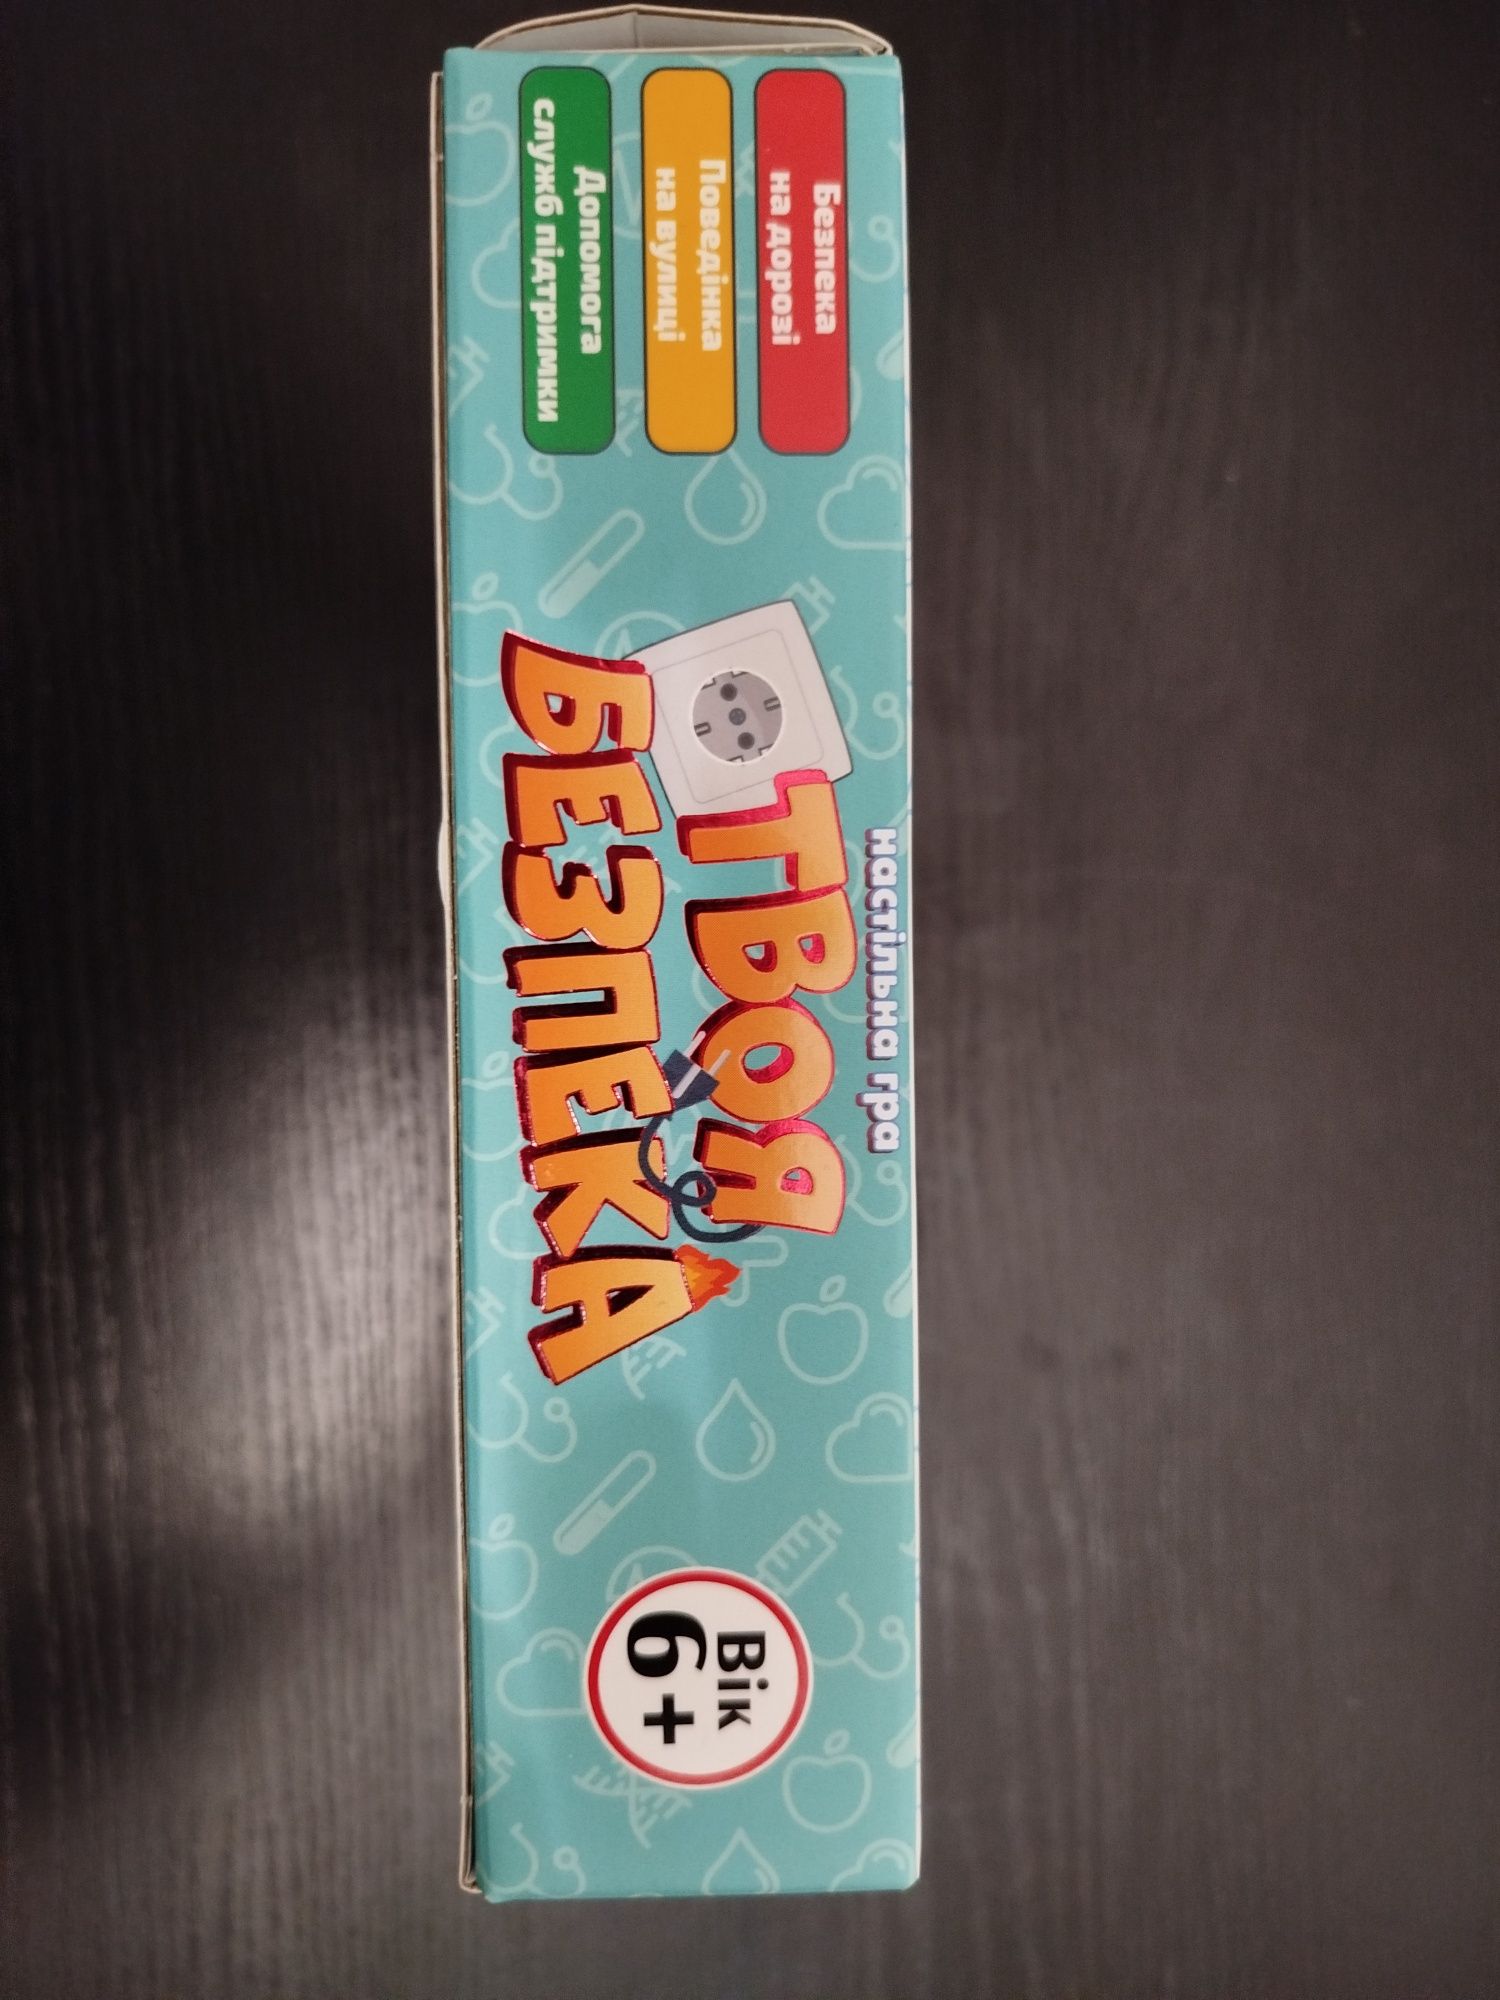 Безпека
на дорозі
Поведінка
на вулиці
Допомога
служб підтримки
настільна гра
ТВОЯ
БЕЗПЕКА
Вік
6+